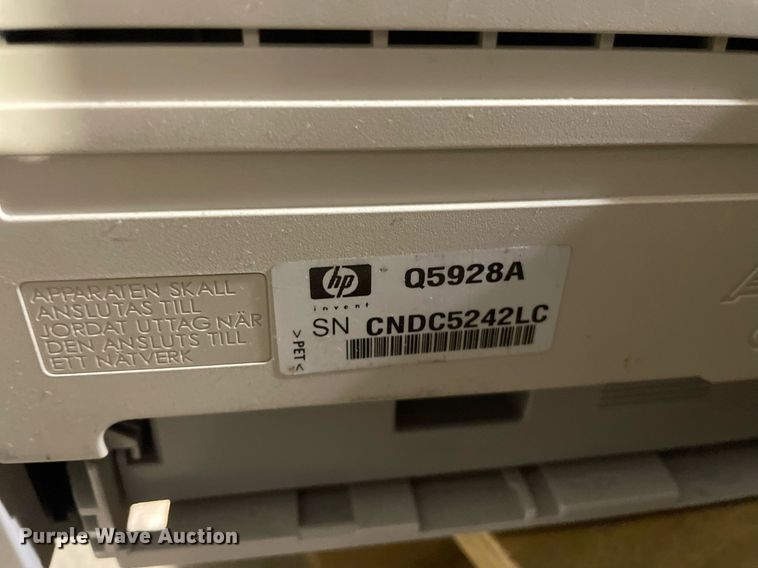 hp
invent
Q5928A
SN CNDC5242LC
> PET <
APPARATEN SKALL
ANSLUTAS TILL
JORDAT UTTAG NÄR
DEN ANSLUTS TILL
ETT NÄTVERK
Purple Wave Auction